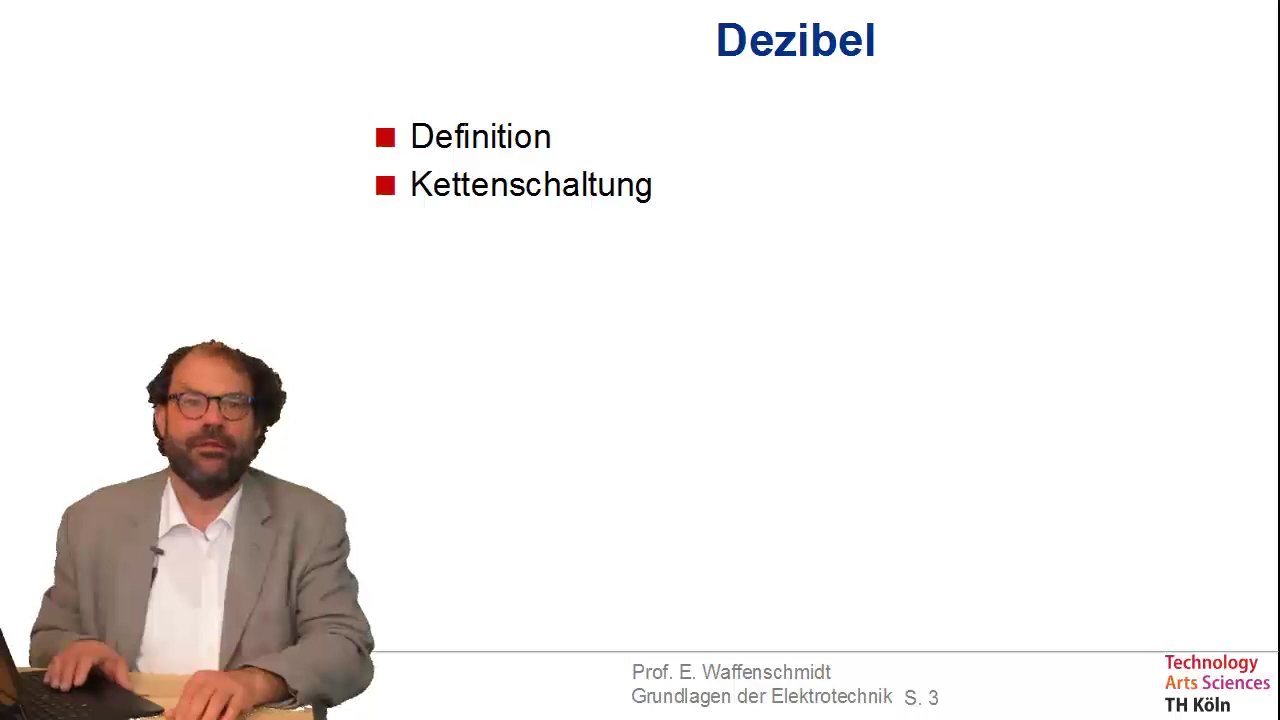 Dezibel
Definition
Kettenschaltung
Prof. E. Waffenschmidt
Grundlagen der Elektrotechnik S. 3
Technology
Arts Sciences
TH Köln